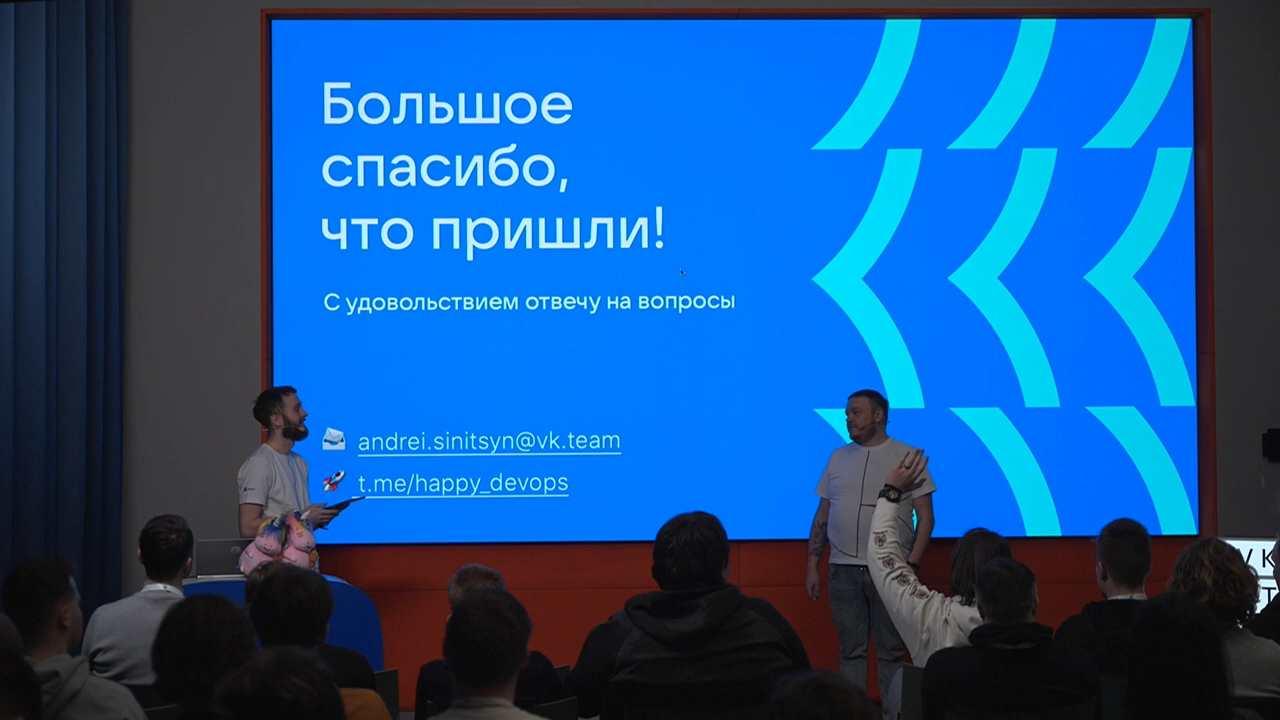 Большое
спасибо,
что пришли!
С удовольствием отвечу на вопросы
andrei.sinitsyn@vk.team
t.me/happy_devops